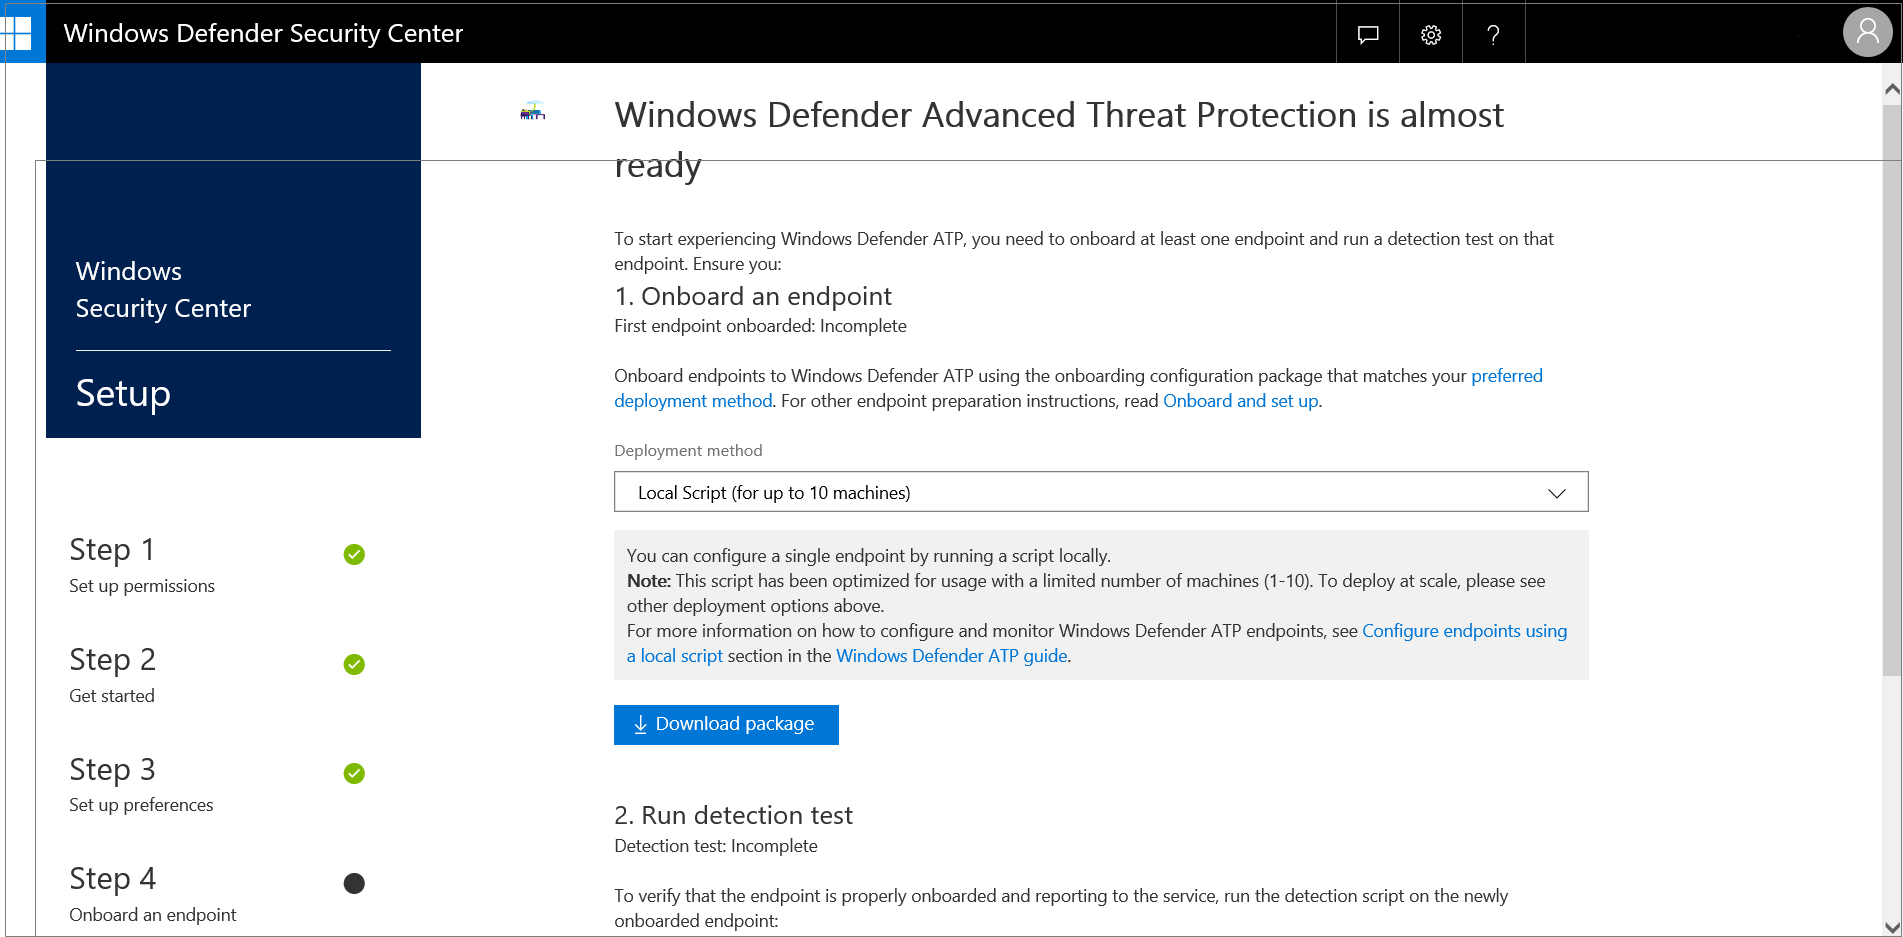 Windows Defender Security Center
?
Windows
Security Center
Setup
Step 1
Set up permissions
Step 2
Get started
Step 3
Set up preferences
Step 4
Onboard an endpoint
Windows Defender Advanced Threat Protection is almost
ready
To start experiencing Windows Defender ATP, you need to onboard at least one endpoint and run a detection test on that
endpoint. Ensure you:
1. Onboard an endpoint
First endpoint onboarded: Incomplete
Onboard endpoints to Windows Defender ATP using the onboarding configuration package that matches your preferred
deployment method. For other endpoint preparation instructions, read Onboard and set up.
Deployment method
Local Script (for up to 10 machines)
You can configure a single endpoint by running a script locally.
Note: This script has been optimized for usage with a limited number of machines (1-10). To deploy at scale, please see
other deployment options above.
For more information on how to configure and monitor Windows Defender ATP endpoints, see Configure endpoints using
a local script section in the Windows Defender ATP guide.
Download package
2. Run detection test
Detection test: Incomplete
To verify that the endpoint is properly onboarded and reporting to the service, run the detection script on the newly
onboarded endpoint: